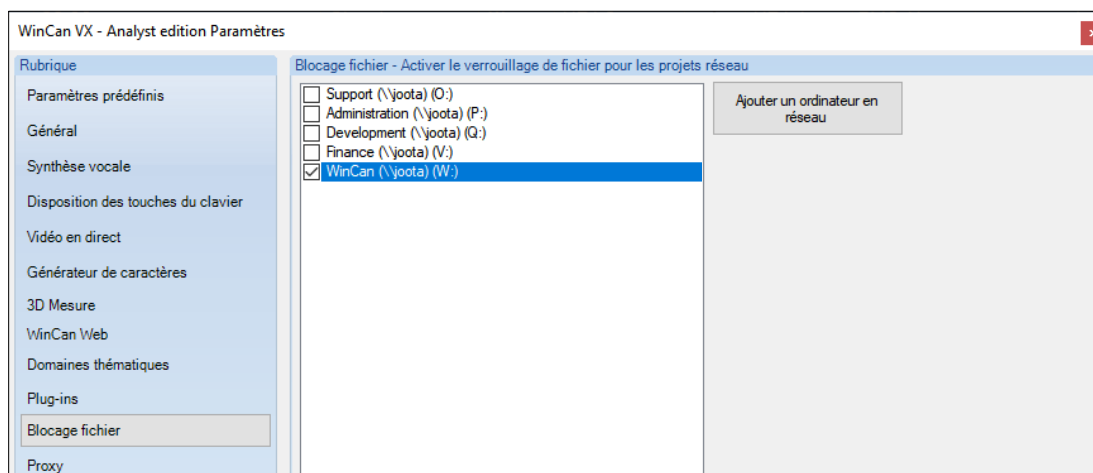 WinCan VX - Analyst edition Paramètres
Rubrique
Paramètres prédéfinis
Général
Synthèse vocale
Disposition des touches du clavier
Vidéo en direct
Générateur de caractères
3D Mesure
WinCan Web
Domaines thématiques
Plug-ins
Blocage fichier
Proxy
Blocage fichier - Activer le verrouillage de fichier pour les projets réseau
Support (\\joota) (O:)
Administration (\\joota) (P:)
Development (\\joota) (Q:)
Finance (\\joota) (V:)
WinCan (\\joota) (W:)
Ajouter un ordinateur en
réseau